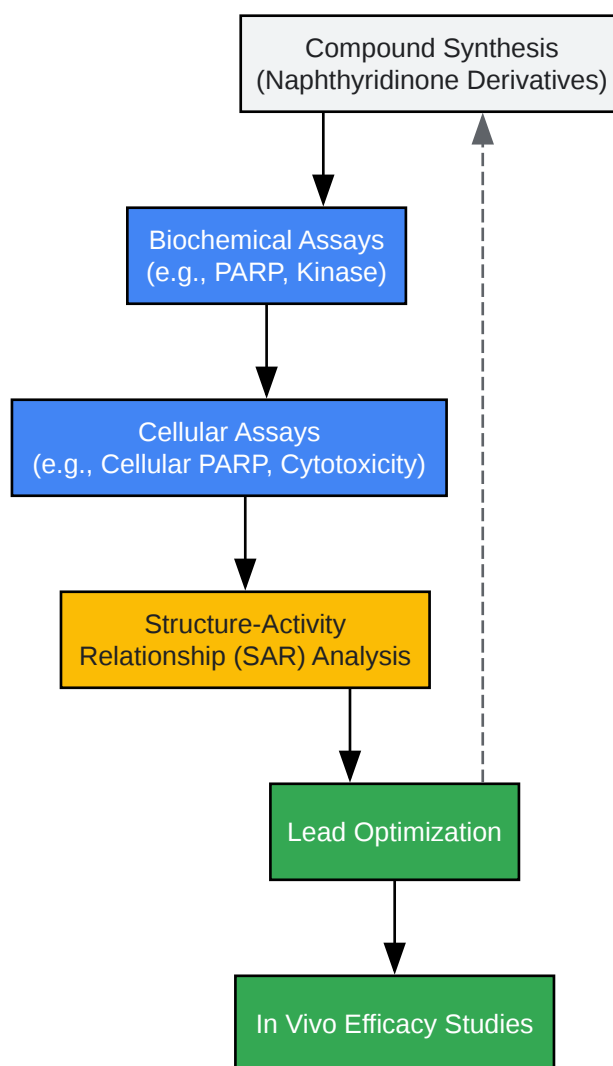 Compound Synthesis
(Naphthyridinone Derivatives)
Biochemical Assays
(e.g., PARP, Kinase)
Cellular Assays
(e.g., Cellular PARP, Cytotoxicity)
Structure-Activity
Relationship (SAR) Analysis
Lead Optimization
In Vivo Efficacy Studies